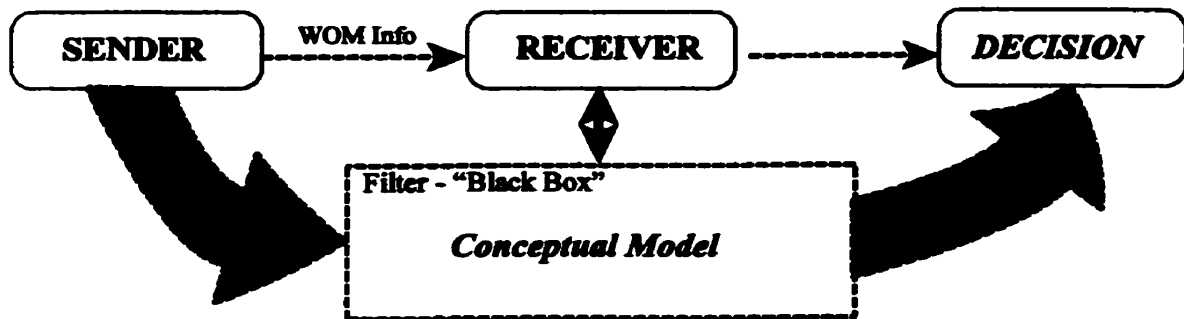 SENDER
WOM Info
RECEIVER
DECISION
Filter - “Black Box”
Conceptual Model